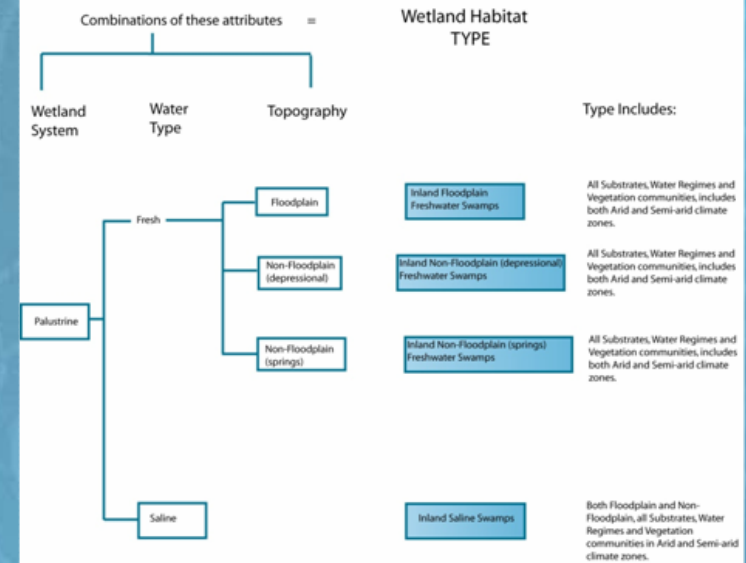 Combinations of these attributes =
Wetland Habitat
TYPE
Wetland
System
Water
Type
Topography
Type Includes:
Palustrine
Fresh
Floodplain
Inland Floodplain
Freshwater Swamps
All Substrates, Water Regimes and
Vegetation communities, includes
both Arid and Semi-arid climate
zones.
Non-Floodplain
(depressional)
Inland Non-Floodplain (depressional)
Freshwater Swamps
All Substrates, Water Regimes and
Vegetation communities, includes
both Arid and Semi-arid climate
zones.
Non-Floodplain
(springs)
Inland Non-Floodplain (springs)
Freshwater Swamps
All Substrates, Water Regimes and
Vegetation communities, includes
both Arid and Semi-arid climate
zones.
Saline
Inland Saline Swamps
Both Floodplain and Non-
Floodplain, all Substrates, Water
Regimes and Vegetation
communities in Arid and Semi-arid
climate zones.